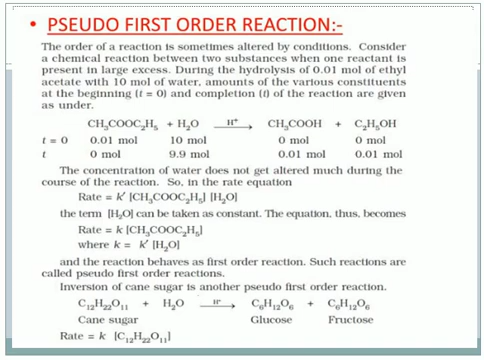 • PSEUDO FIRST ORDER REACTION:-
The order of a reaction is sometimes altered by conditions. Consider
a chemical reaction between two substances when one reactant is
present in large excess. During the hydrolysis of 0.01 mol of ethyl
acetate with 10 mol of water, amounts of the various constituents
at the beginning (t = 0) and completion (t) of the reaction are given
as under.
CH₃COOC₂H₅ + H₂O —H⁺→ CH₃COOH + C₂H₅OH
t = 0 0.01 mol 10 mol 0 mol 0 mol
t 0 mol 9.9 mol 0.01 mol 0.01 mol
The concentration of water does not get altered much during the
course of the reaction. So, in the rate equation
Rate = k′ [CH₃COOC₂H₅] [H₂O]
the term [H₂O] can be taken as constant. The equation, thus, becomes
Rate = k [CH₃COOC₂H₅]
where k = k′ [H₂O]
and the reaction behaves as first order reaction. Such reactions are
called pseudo first order reactions.
Inversion of cane sugar is another pseudo first order reaction.
C₁₂H₂₂O₁₁ + H₂O —H⁺→ C₆H₁₂O₆ + C₆H₁₂O₆
Cane sugar Glucose Fructose
Rate = k [C₁₂H₂₂O₁₁]